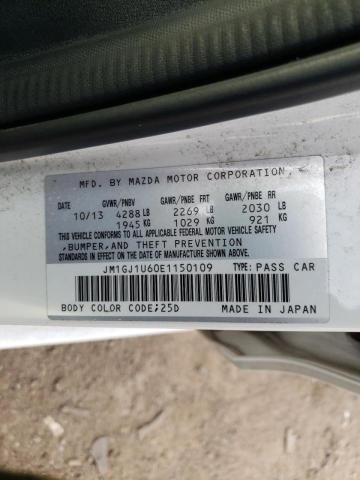 MFD. BY MAZDA MOTOR CORPORATION.
GVWR/PNBV GAWR/PNBE FRT GAWR/PNBE RR
10/13 4288 LB 2269 LB 2030 LB
1945 KG 1029 KG 921 KG
THIS VEHICLE CONFORMS TO ALL APPLICABLE
FEDERAL MOTOR VEHICLE SAFETY
,BUMPER,AND THEFT PREVENTION
STANDARDS IN EFFECT ON THE DATE OF MANUFACTURE SHOWN ABOVE.
JM1GJ1U60E1150109 TYPE: PASS CAR
BODY COLOR CODE;25D MADE IN JAPAN